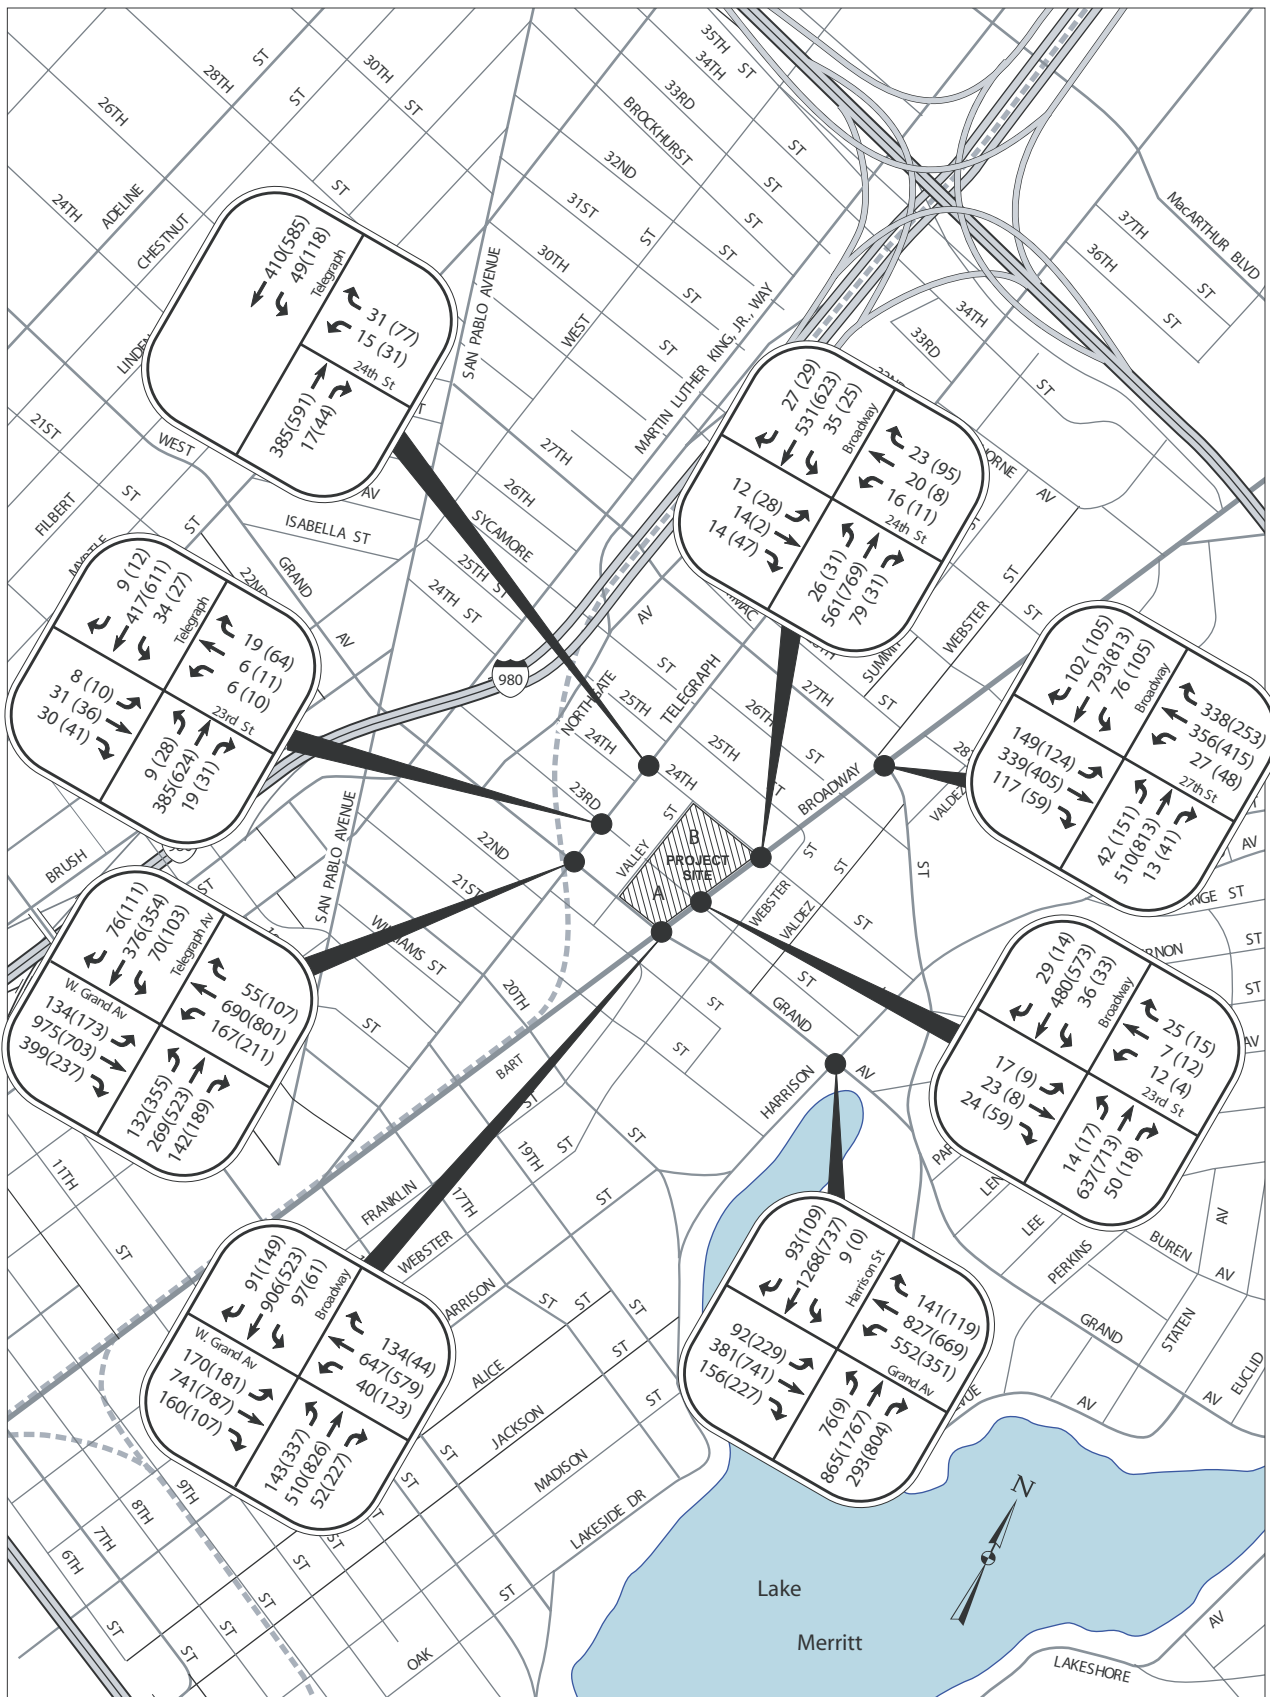 35TH ST
34TH
ST
28TH
30TH
ST
26TH
ST
33RD
BROCKHURST
ST
32ND
ST
24TH
ADELINE
CHESTNUT
ST
31ST
ST
ST
30TH
ST
ST
WEST
ST
MARTIN LUTHER KING, JR., WAY
SAN PABLO AVENUE
MacARTHUR BLVD
37TH
36TH
ST
ST
34TH
33RD
ST
410(585)
49(118)
Telegraph
31 (77)
15 (31)
24th St
385(591)
17(44)
27 (29)
531(623)
35 (25)
Broadway
23 (95)
20 (8)
16 (11)
24th St
12 (28)
14(2)
14 (47)
26 (31)
561(769)
79 (31)
21ST
WEST
ST
FILBERT
ST
AV
ISABELLA ST
GRAND
AV
27TH
26TH
SYCAMORE
25TH ST
24TH ST
AV
ST
980
NORTHGATE
25TH
24TH
TELEGRAPH
24TH
25TH
26TH
27TH
ST
ST
AV
ST
ST
WEBSTER
VALDEZ
BROADWAY
9 (12)
417(611)
34 (27)
Telegraph
19 (64)
6 (11)
6 (10)
23rd St
8 (10)
31 (36)
30 (41)
9 (28)
385(624)
19 (31)
102 (105)
793(813)
76 (105)
Broadway
338(253)
356(415)
27 (48)
27th St
149(124)
339(405)
117 (59)
42 (151)
510(813)
13 (41)
23RD
22ND
21ST
VALLEY
ST
B
PROJECT
SITE
A
WEBSTER
ST
VALDEZ
ST
ST
ST
ST
GRAND
AV
HARRISON
BRUSH
ST
SAN PABLO AVENUE
WILLIAMS ST
20TH
ST
ST
ST
BART
76(111)
376(354)
70(103)
Telegraph Av
55(107)
690(801)
167(211)
W. Grand Av
134(173)
975(703)
399(237)
132(355)
269(523)
142(189)
29 (14)
480(573)
36 (33)
Broadway
25 (15)
7 (12)
12 (4)
23rd St
17 (9)
23 (8)
24 (59)
14 (17)
637(713)
50 (18)
AV
ST
ST
ST
AV
11TH
ST
19TH
ST
ST
17TH
FRANKLIN
WEBSTER
ST
LEE
PERKINS
BUREN
AV
AV
GRAND
AV
STATEN
EUCLID
AV
91(149)
906(523)
97(61)
Broadway
134(44)
647(579)
40(123)
W. Grand Av
170(181)
741(787)
160(107)
143(337)
510(826)
52(227)
93(109)
1268(737)
9 (0)
Harrison St
141(119)
827(669)
552(351)
Grand Av
92(229)
381(741)
156(227)
76(9)
865(1767)
293(804)
ST
ST
ST
ALICE
ST
JACKSON
ST
MADISON
ST
ST
LAKESIDE DR
9TH
8TH
7TH
6TH
ST
ST
ST
ST
ST
ST
OAK
ST
N
Lake
Merritt
LAKESHORE
AV